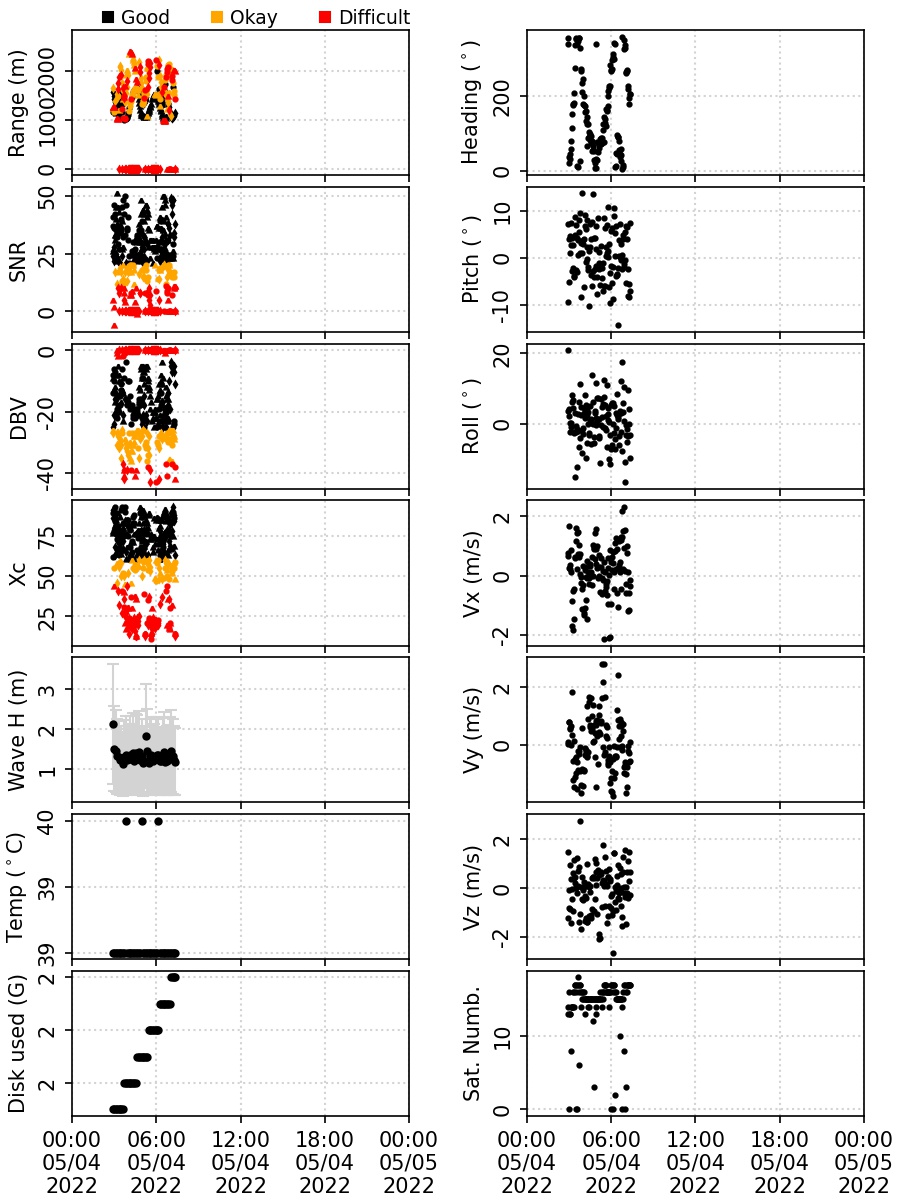 Good Okay Difficult
Range (m)
2000
1000
0
Heading (°)
200
0
SNR
50
25
0
Pitch (°)
10
0
-10
DBV
0
-20
-40
Roll (°)
20
0
Xc
75
50
25
Vx (m/s)
2
0
-2
Wave H (m)
3
2
1
Vy (m/s)
2
0
Temp (°C)
40
39
39
Vz (m/s)
2
0
-2
Disk used (G)
2
2
2
Sat. Numb.
10
0
00:00 06:00 12:00 18:00 00:00
05/04 05/04 05/04 05/04 05/05
2022 2022 2022 2022 2022
00:00 06:00 12:00 18:00 00:00
05/04 05/04 05/04 05/04 05/05
2022 2022 2022 2022 2022